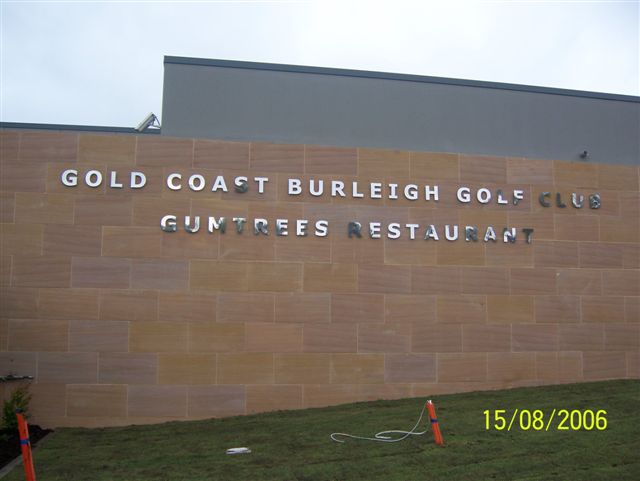 GOLD COAST BURLEIGH GOLF CLUB
GUMTREES RESTAURANT
15/08/2006